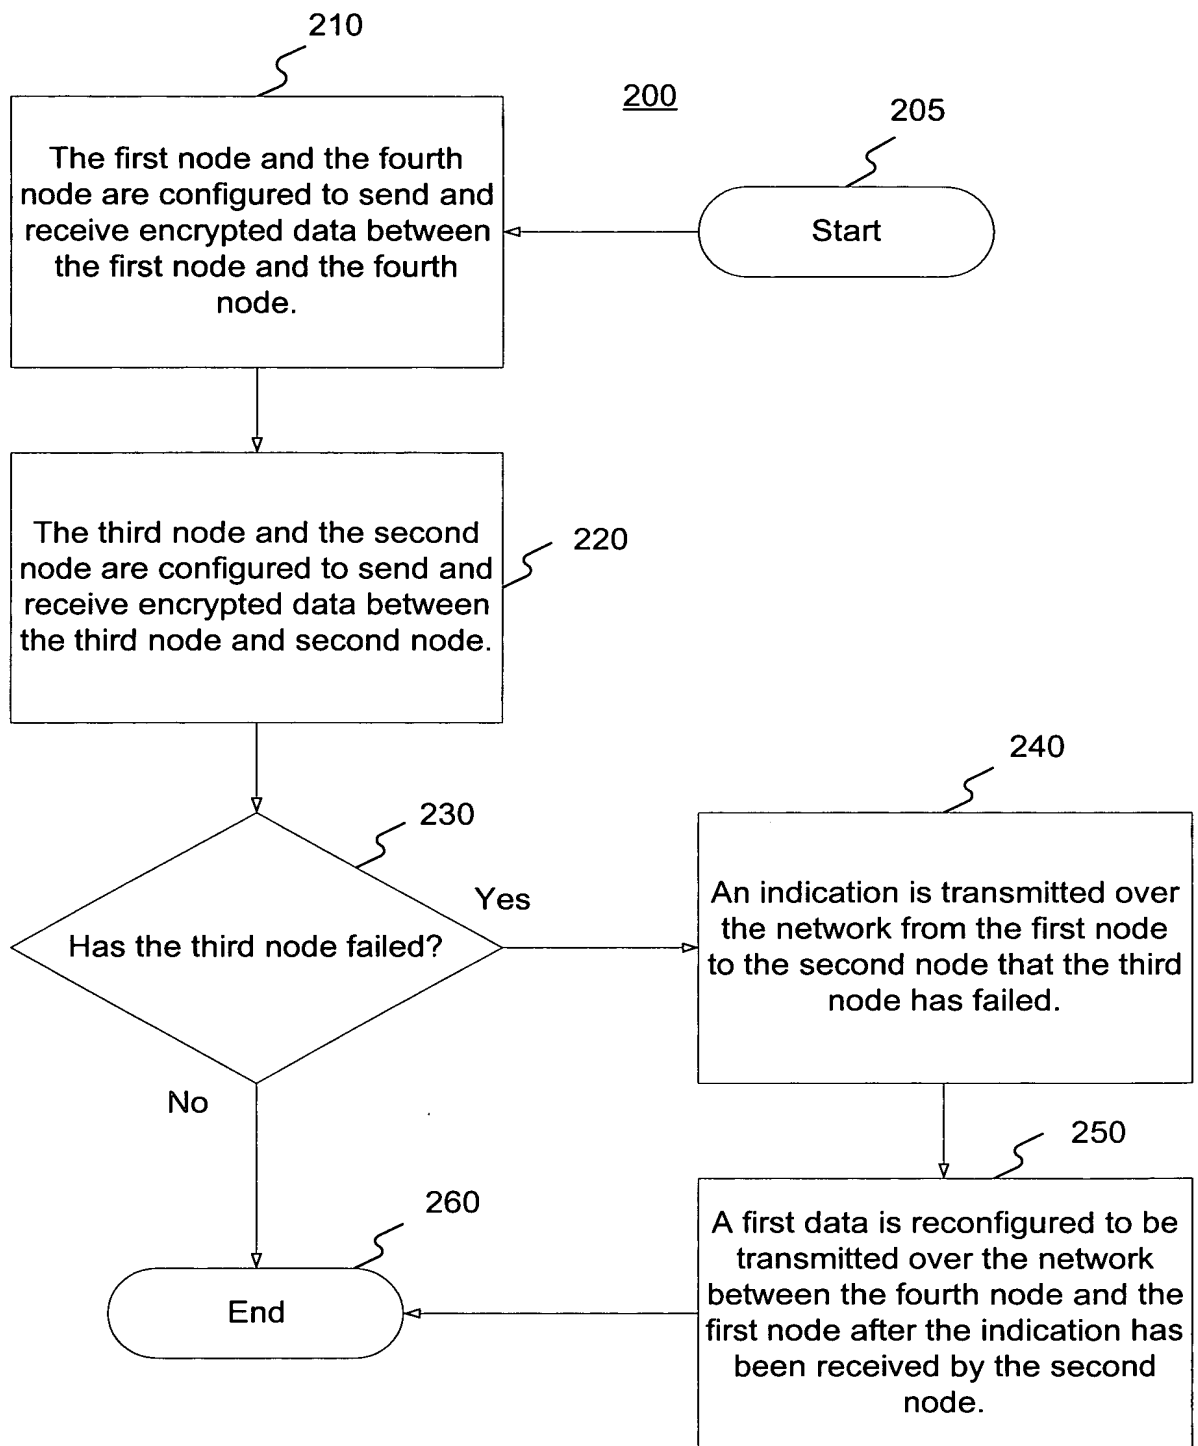 210
200
205
The first node and the fourth
node are configured to send and
receive encrypted data between
the first node and the fourth
node.
Start
The third node and the second
node are configured to send and
receive encrypted data between
the third node and second node.
220
230
Has the third node failed?
Yes
No
240
An indication is transmitted over
the network from the first node
to the second node that the third
node has failed.
250
A first data is reconfigured to be
transmitted over the network
between the fourth node and the
first node after the indication has
been received by the second
node.
260
End